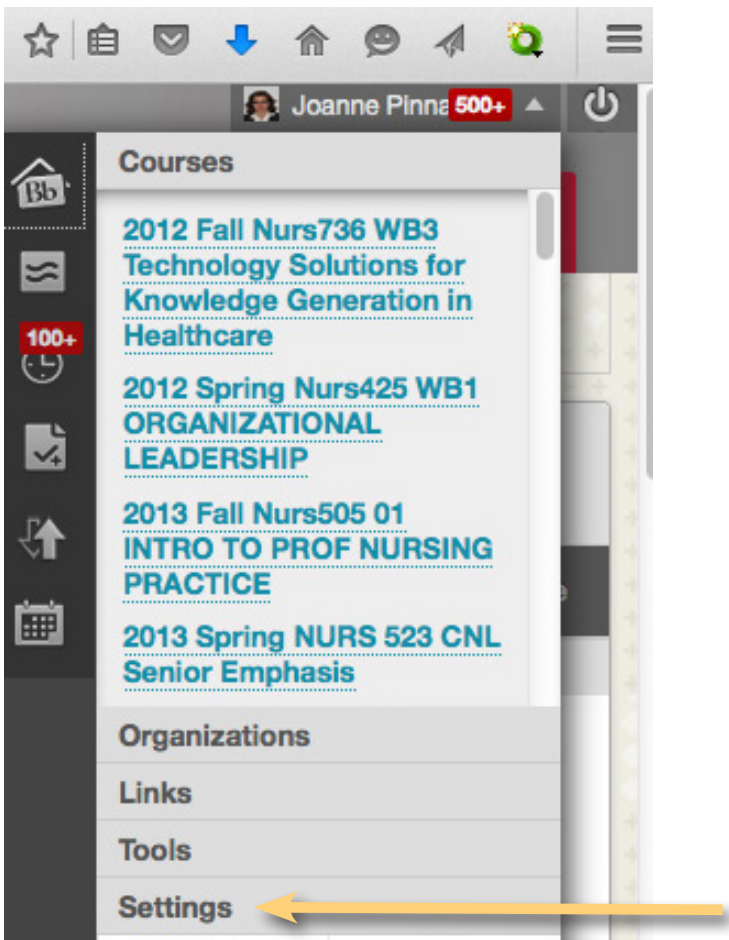 Joanne Pinna 500+
Courses
Bb
2012 Fall Nurs736 WB3
Technology Solutions for
Knowledge Generation in
100+ Healthcare
2012 Spring Nurs425 WB1
ORGANIZATIONAL
LEADERSHIP
2013 Fall Nurs505 01
INTRO TO PROF NURSING
PRACTICE
2013 Spring NURS 523 CNL
Senior Emphasis
Organizations
Links
Tools
Settings